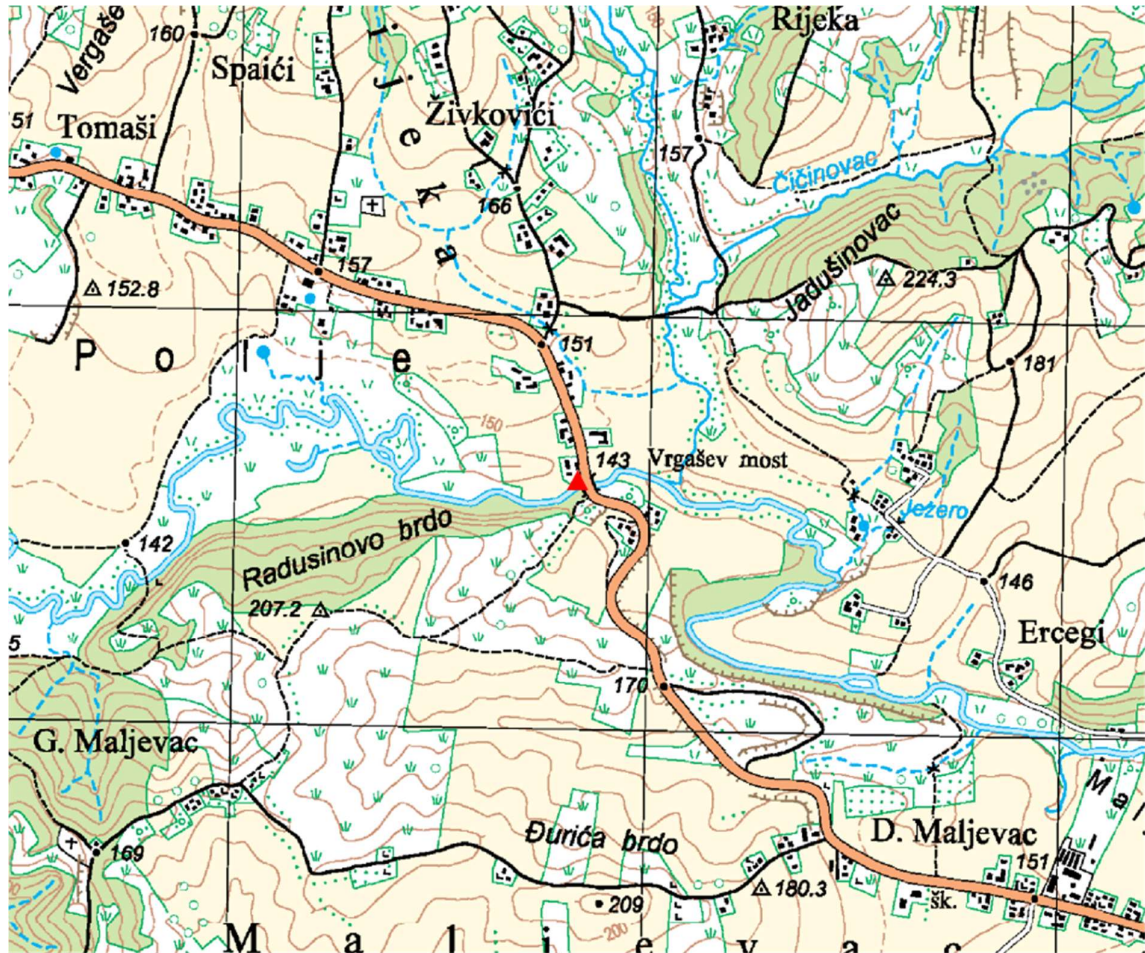 Rijeka
160
Vergaše
Spaići
i
j
e
k
a
Živkovići
51
Tomaši
157
166
Čičinovac
Jadušinovac
224.3
152.8
157
151
P o l j e
181
150
143
Vrgašev most
Jezero
142
Radusinovo brdo
207.2
146
Ercegi
5
170
G. Maljevac
Đurića brdo
D. Maljevac
169
151
180.3
209
šk.
200
M a l j e v a c